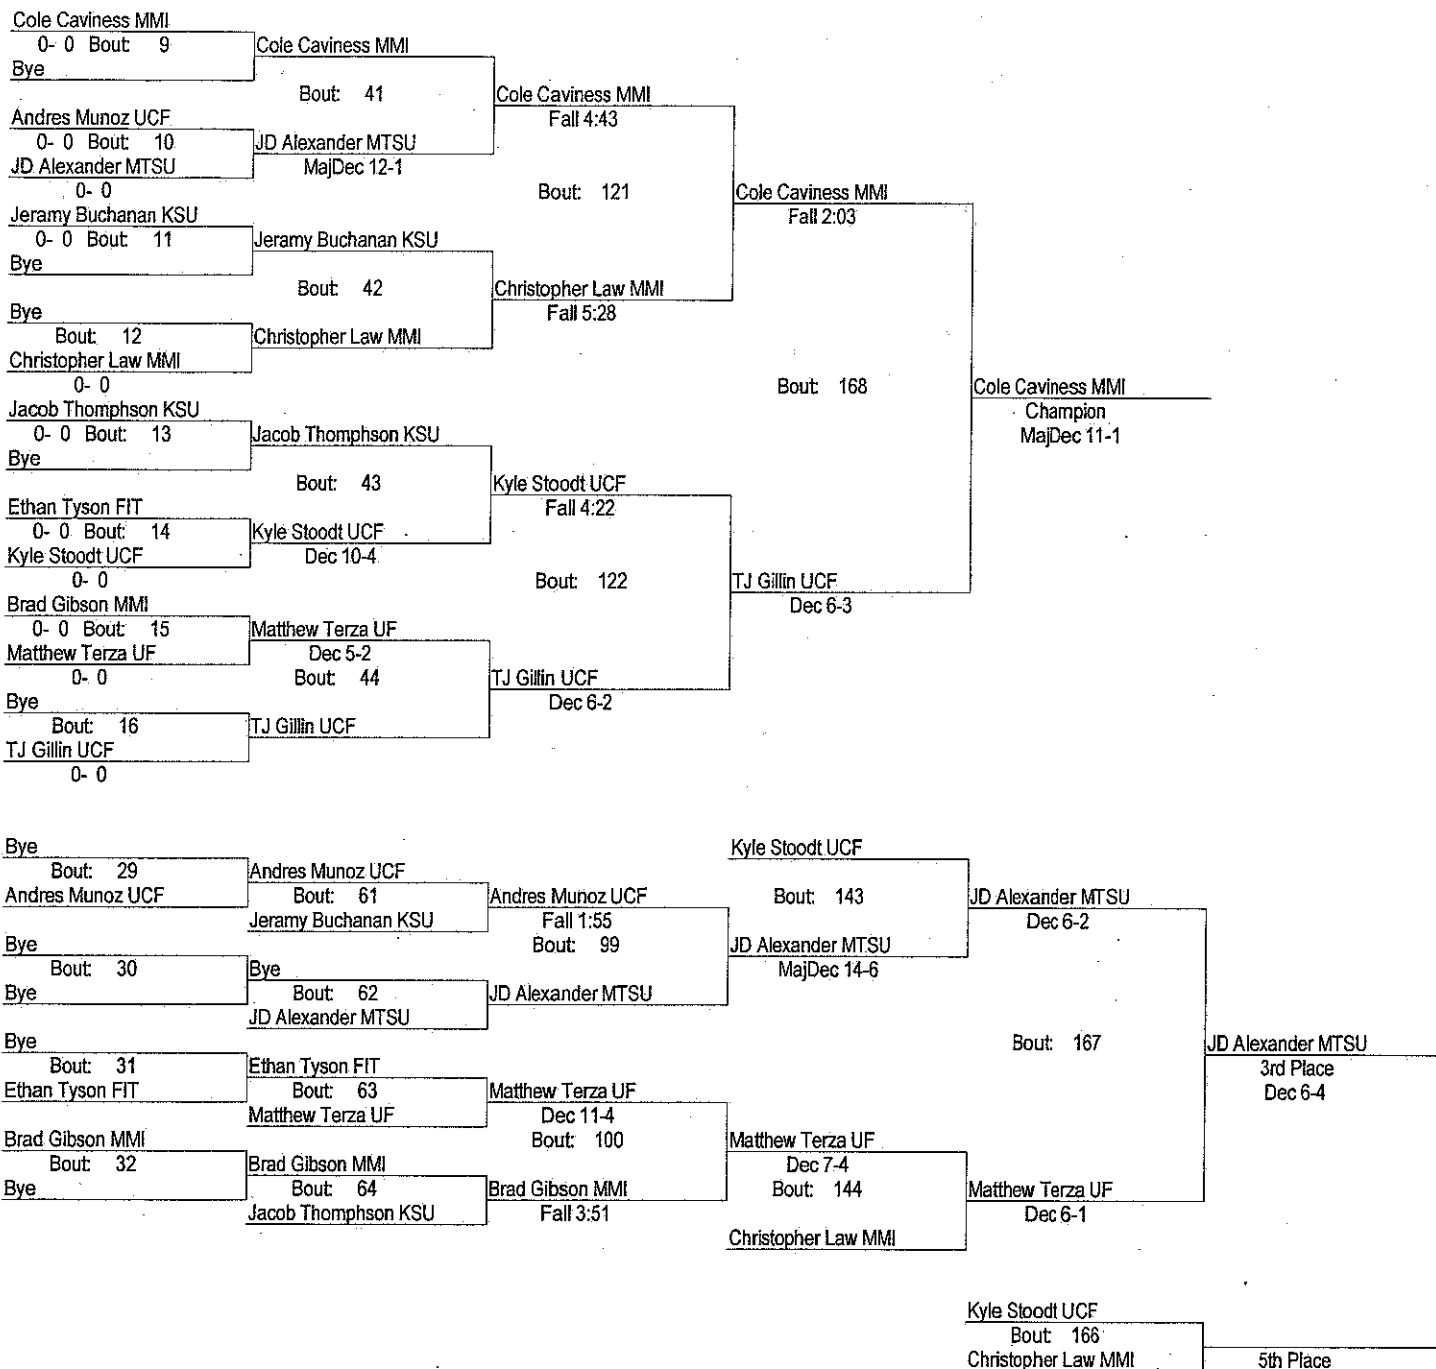 Cole Caviness MMI
0- 0 Bout: 9
Bye
Cole Caviness MMI
Bout: 41
Andres Munoz UCF
0- 0 Bout: 10
JD Alexander MTSU
0- 0
JD Alexander MTSU
MajDec 12-1
Cole Caviness MMI
Fall 4:43
Bout: 121
Jeramy Buchanan KSU
0- 0 Bout: 11
Bye
Jeramy Buchanan KSU
Bout: 42
Bye
Bout: 12
Christopher Law MMI
0- 0
Christopher Law MMI
Christopher Law MMI
Fall 5:28
Cole Caviness MMI
Fall 2:03
Bout: 168
Jacob Thomphson KSU
0- 0 Bout: 13
Bye
Jacob Thomphson KSU
Bout: 43
Ethan Tyson FIT
0- 0 Bout: 14
Kyle Stoodt UCF
0- 0
Kyle Stoodt UCF
Dec 10-4
Kyle Stoodt UCF
Fall 4:22
Bout: 122
Brad Gibson MMI
0- 0 Bout: 15
Matthew Terza UF
0- 0
Matthew Terza UF
Dec 5-2
Bout: 44
Bye
Bout: 16
TJ Gillin UCF
0- 0
TJ Gillin UCF
TJ Gillin UCF
Dec 6-2
TJ Gillin UCF
Dec 6-3
Cole Caviness MMI
Champion
MajDec 11-1
Bye
Bout: 29
Andres Munoz UCF
Andres Munoz UCF
Bout: 61
Jeramy Buchanan KSU
Andres Munoz UCF
Fall 1:55
Bout: 99
Bye
Bout: 30
Bye
Bye
Bout: 62
JD Alexander MTSU
JD Alexander MTSU
Kyle Stoodt UCF
Bout: 143
JD Alexander MTSU
MajDec 14-6
JD Alexander MTSU
Dec 6-2
Bout: 167
Bye
Bout: 31
Ethan Tyson FIT
Ethan Tyson FIT
Bout: 63
Matthew Terza UF
Matthew Terza UF
Dec 11-4
Bout: 100
Brad Gibson MMI
Bout: 32
Bye
Brad Gibson MMI
Bout: 64
Jacob Thomphson KSU
Brad Gibson MMI
Fall 3:51
Matthew Terza UF
Dec 7-4
Bout: 144
Christopher Law MMI
Matthew Terza UF
Dec 6-1
JD Alexander MTSU
3rd Place
Dec 6-4
Kyle Stoodt UCF
Bout: 166
Christopher Law MMI
5th Place